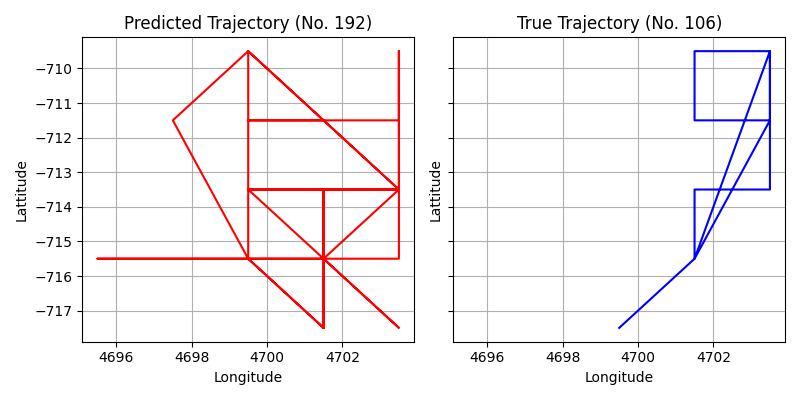 Predicted Trajectory (No. 192)
True Trajectory (No. 106)
Lattitude
−710
−711
−712
−713
−714
−715
−716
−717
4696
4698
4700
4702
Longitude
Lattitude
4696
4698
4700
4702
Longitude